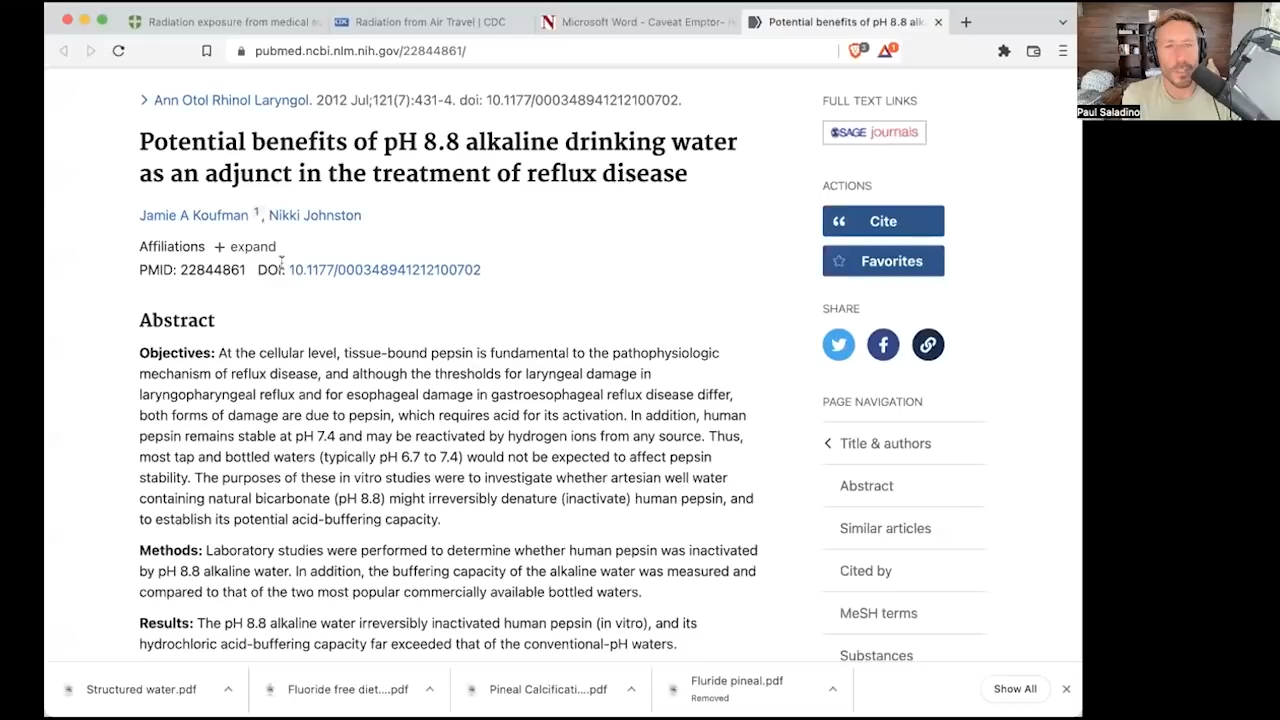 Radiation exposure from medical s
Radiation from Air Travel | CDC
Microsoft Word - Caveat Emptor-
Potential benefits of pH 8.8 alk
pubmed.ncbi.nlm.nih.gov/22844861/
3
1
Paul Saladino
Ann Otol Rhinol Laryngol. 2012 Jul;121(7):431-4. doi: 10.1177/000348941212100702.
Potential benefits of pH 8.8 alkaline drinking water
as an adjunct in the treatment of reflux disease
Jamie A Koufman 1, Nikki Johnston
Affiliations + expand
PMID: 22844861 DOI: 10.1177/000348941212100702
Abstract
Objectives: At the cellular level, tissue-bound pepsin is fundamental to the pathophysiologic
mechanism of reflux disease, and although the thresholds for laryngeal damage in
laryngopharyngeal reflux and for esophageal damage in gastroesophageal reflux disease differ,
both forms of damage are due to pepsin, which requires acid for its activation. In addition, human
pepsin remains stable at pH 7.4 and may be reactivated by hydrogen ions from any source. Thus,
most tap and bottled waters (typically pH 6.7 to 7.4) would not be expected to affect pepsin
stability. The purposes of these in vitro studies were to investigate whether artesian well water
containing natural bicarbonate (pH 8.8) might irreversibly denature (inactivate) human pepsin, and
to establish its potential acid-buffering capacity.
Methods: Laboratory studies were performed to determine whether human pepsin was inactivated
by pH 8.8 alkaline water. In addition, the buffering capacity of the alkaline water was measured and
compared to that of the two most popular commercially available bottled waters.
Results: The pH 8.8 alkaline water irreversibly inactivated human pepsin (in vitro), and its
hydrochloric acid-buffering capacity far exceeded that of the conventional-pH waters.
FULL TEXT LINKS
SAGE journals
ACTIONS
Cite
Favorites
SHARE
PAGE NAVIGATION
Title & authors
Abstract
Similar articles
Cited by
MeSH terms
Substances
Structured water.pdf
Fluoride free diet....pdf
Pineal Calcificati....pdf
Fluride pineal.pdf
Removed
Show All